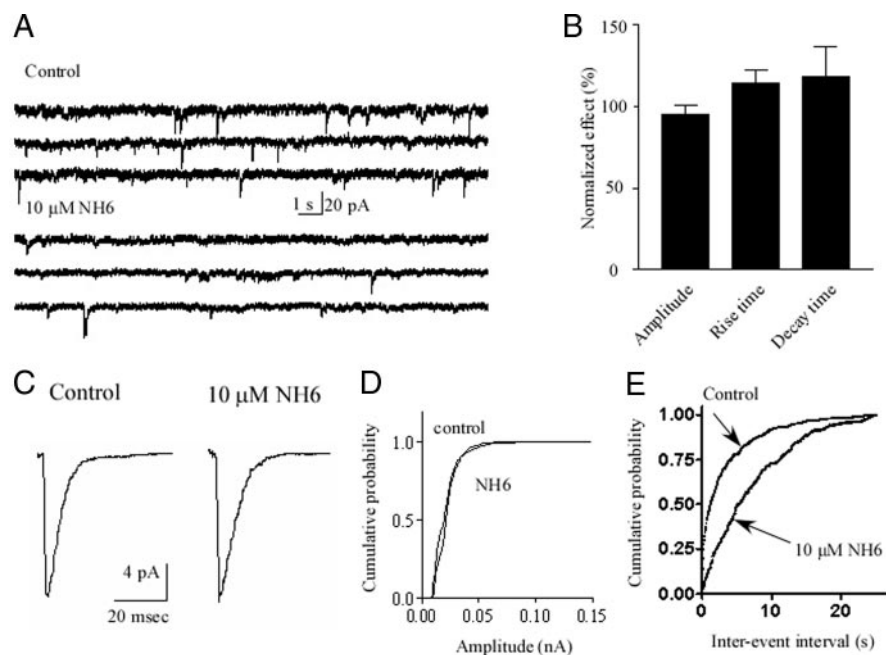 A
Control
1 s
20 pA
10 μM NH6
B
Normalized effect (%)
150
100
50
0
Amplitude
Rise time
Decay time
C
Control
10 μM NH6
4 pA
20 msec
D
control
NH6
Cumulative probability
1.0
0.5
0.0
0.00
0.05
0.10
0.15
Amplitude (nA)
E
Control
Cumulative probability
1.00
0.75
0.50
0.25
0.00
10 μM NH6
0
10
20
Inter-event interval (s)